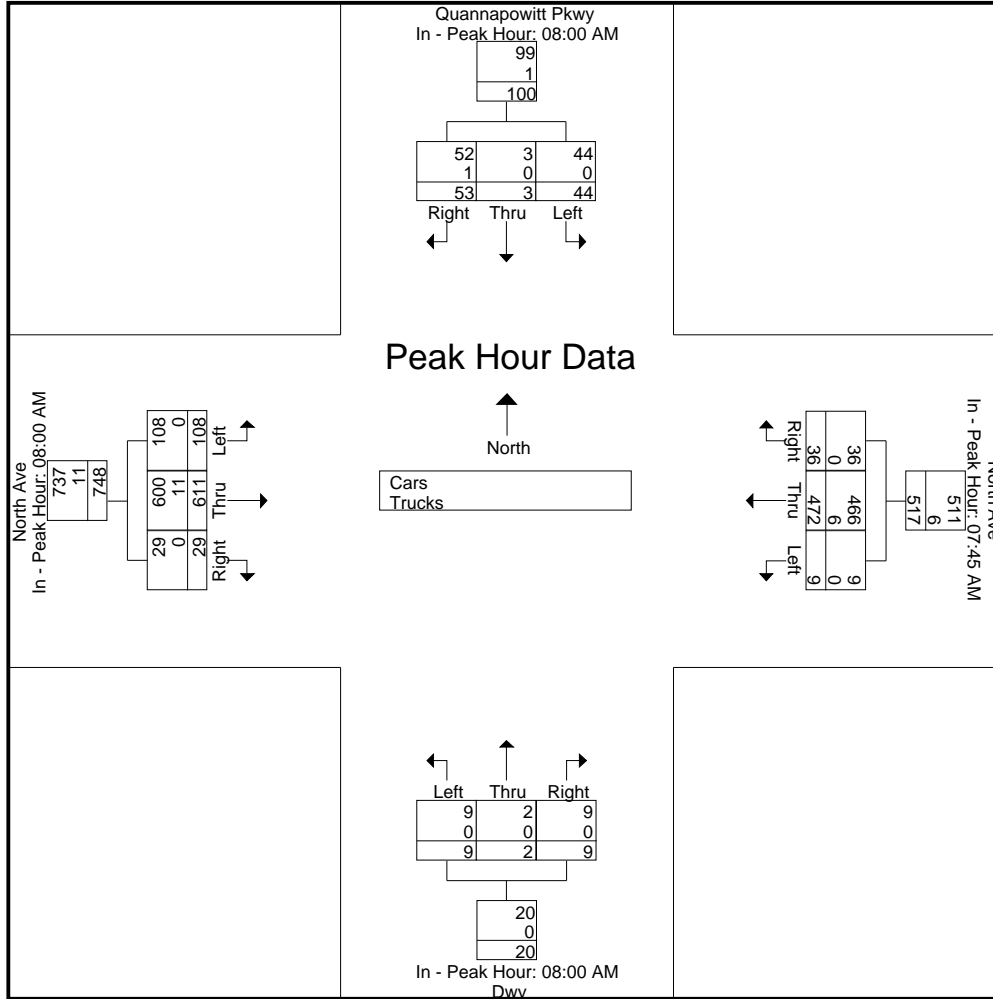 Quannapowitt Pkwy
In - Peak Hour: 08:00 AM
99
1
100
52 3 44
1 0 0
53 3 44
Right Thru Left
Peak Hour Data
North
Cars
Trucks
North Ave
In - Peak Hour: 08:00 AM
737
11
748
108 0 108 Left
600 11 611 Thru
29 0 29 Right
Right 36 0 36
Thru 472 6 466
Left 9 0 9
517
6
511
In - Peak Hour: 07:45 AM
North Ave
Left Thru Right
9 2 9
0 0 0
9 2 9
20
0
20
In - Peak Hour: 08:00 AM
Dwy